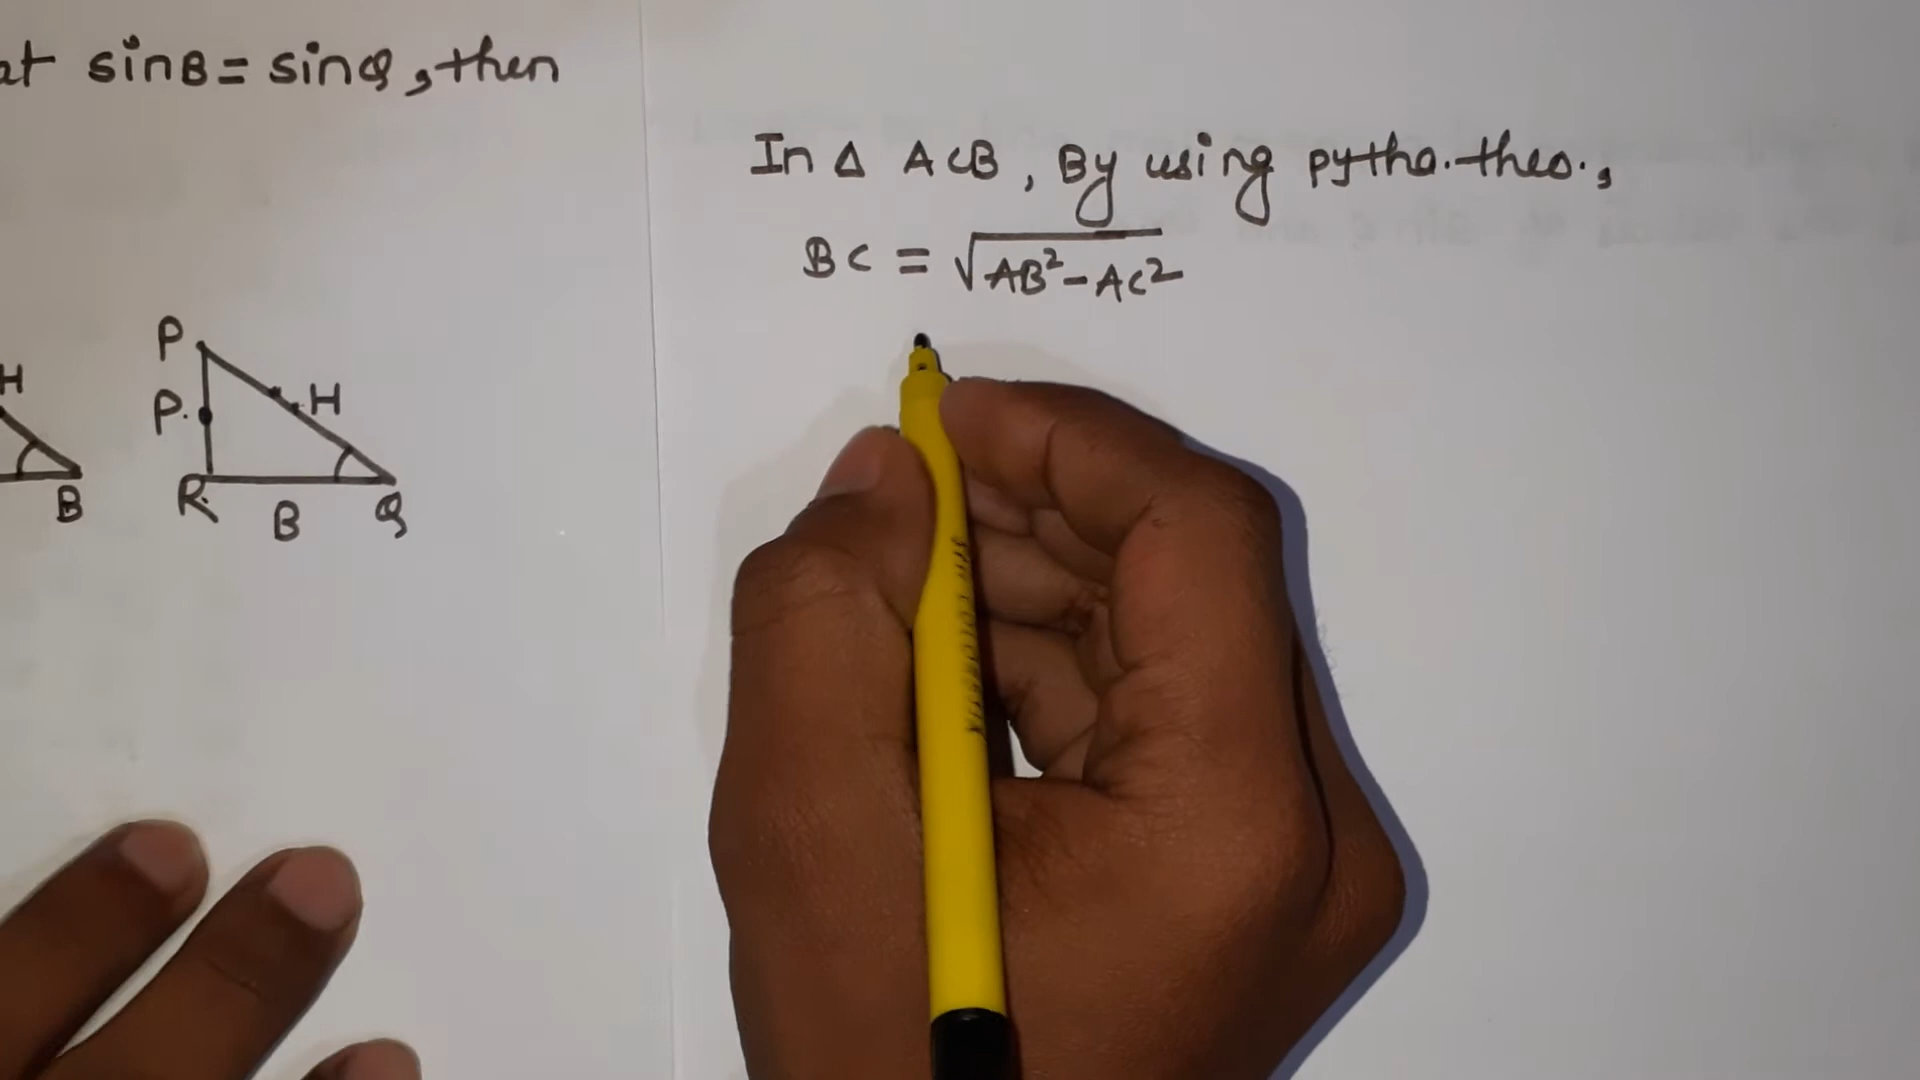 at sinB = sinQ, then
In Δ ACB, By using pytha. theo.,
BC = √AB² - AC²
P
H
P.
H
R
B
B
Q